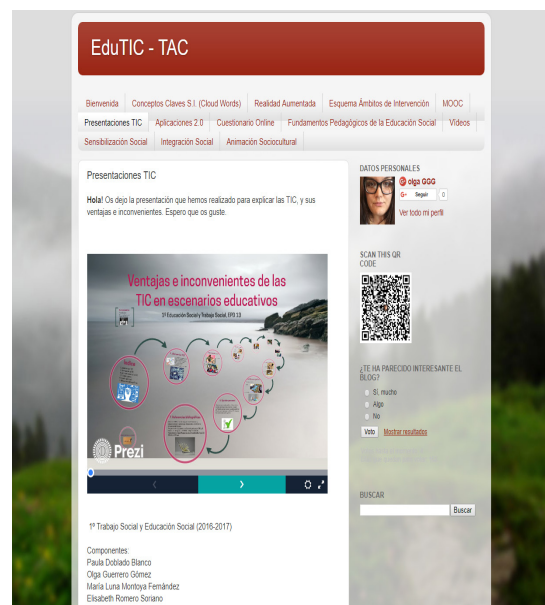 EduTIC - TAC
Bienvenida Conceptos Claves S.I. (Cloud Words) Realidad Aumentada Esquema Ámbitos de Intervención MOOC
Presentaciones TIC Aplicaciones 2.0 Cuestionario Online Fundamentos Pedagógicos de la Educación Social Vídeos
Sensibilización Social Integración Social Animación Sociocultural
Presentaciones TIC
Hola! Os dejo la presentación que hemos realizado para explicar las TIC, y sus
ventajas e inconvenientes. Espero que os guste.
Ventajas e inconvenientes de las
TIC en escenarios educativos
1º Educación Social y Trabajo Social, EPD 13
Prezi
1º Trabajo Social y Educación Social (2016-2017)
Componentes:
Paula Doblado Blanco
Olga Guerrero Gómez
María Luna Montoya Fernández
Elisabeth Romero Soriano
DATOS PERSONALES
olga GGG
G+ Seguir 0
Ver todo mi perfil
SCAN THIS QR
CODE
¿TE HA PARECIDO INTERESANTE EL
BLOG?
Sí, mucho
Algo
No
Voto Mostrar resultados
BUSCAR
Buscar